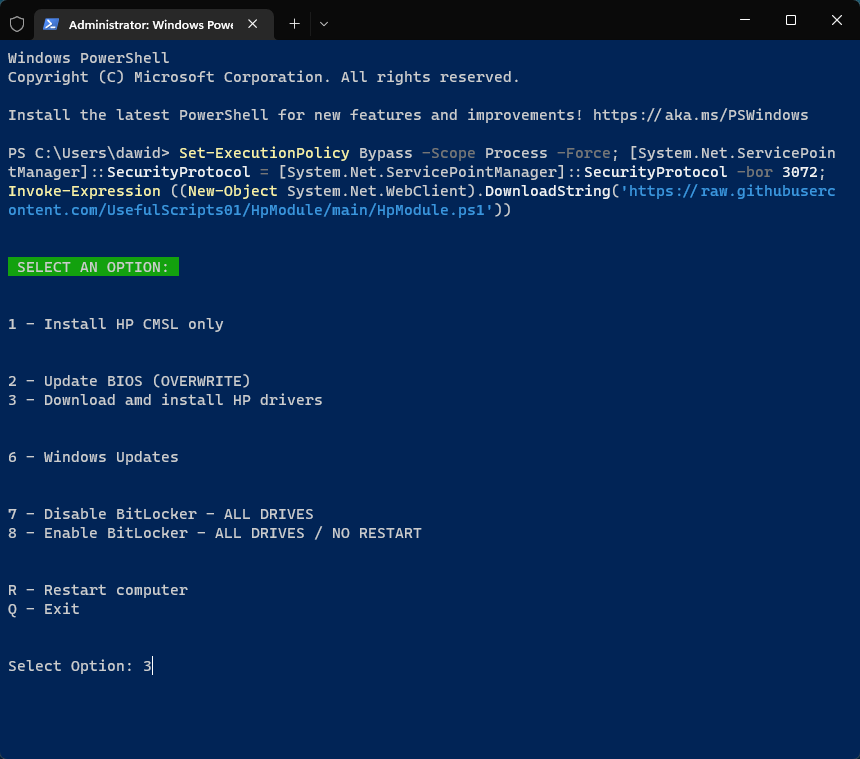 Administrator: Windows Powe
Windows PowerShell
Copyright (C) Microsoft Corporation. All rights reserved.
Install the latest PowerShell for new features and improvements! https://aka.ms/PSWindows
PS C:\Users\dawid> Set-ExecutionPolicy Bypass -Scope Process -Force; [System.Net.ServicePoin
tManager]::SecurityProtocol = [System.Net.ServicePointManager]::SecurityProtocol -bor 3072;
Invoke-Expression ((New-Object System.Net.WebClient).DownloadString('https://raw.githubuserc
ontent.com/UsefulScripts01/HpModule/main/HpModule.ps1'))
SELECT AN OPTION:
1 - Install HP CMSL only
2 - Update BIOS (OVERWRITE)
3 - Download amd install HP drivers
6 - Windows Updates
7 - Disable BitLocker - ALL DRIVES
8 - Enable BitLocker - ALL DRIVES / NO RESTART
R - Restart computer
Q - Exit
Select Option: 3